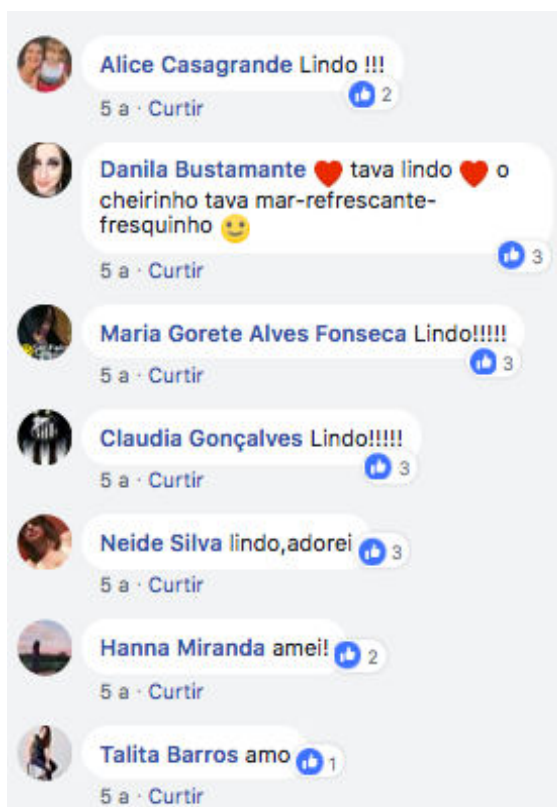 Alice Casagrande Lindo !!!
2
5 a · Curtir
Danila Bustamante ❤ tava lindo ❤ o
cheirinho tava mar-refrescante-
fresquinho 🙂
3
5 a · Curtir
Maria Gorete Alves Fonseca Lindo!!!!!
3
5 a · Curtir
Claudia Gonçalves Lindo!!!!!
3
5 a · Curtir
Neide Silva lindo,adorei 3
5 a · Curtir
Hanna Miranda amei! 2
5 a · Curtir
Talita Barros amo 1
5 a · Curtir